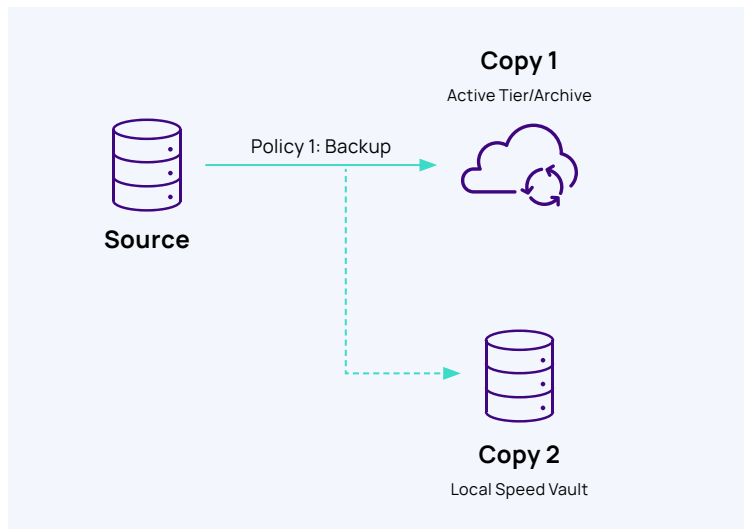 Copy 1
Active Tier/Archive
Policy 1: Backup
Source
Copy 2
Local Speed Vault